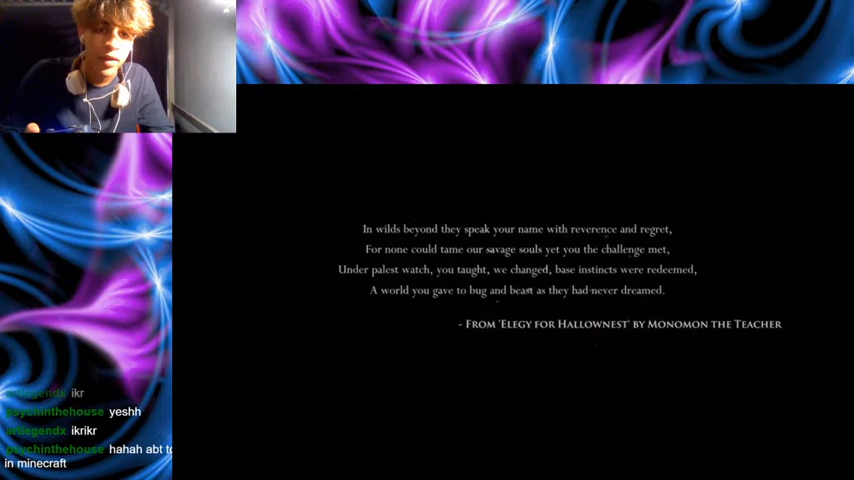 In wilds beyond they speak your name with reverence and regret,
For none could tame our savage souls yet you the challenge met,
Under palest watch, you taught, we changed, base instincts were redeemed,
A world you gave to bug and beast as they had never dreamed.
- From 'Elegy for Hallownest' by Monomon the Teacher
ikr
psychinthehouse yeshh
artlegendx ikrikr
psychinthehouse hahah abt
in minecraft